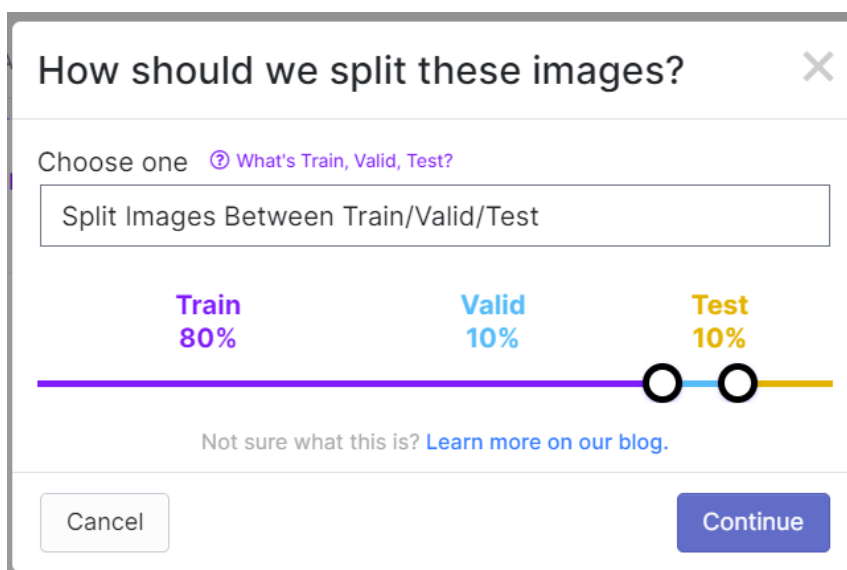 How should we split these images?
Choose one
What's Train, Valid, Test?
Split Images Between Train/Valid/Test
Train Valid Test
80% 10% 10%
Not sure what this is? Learn more on our blog.
Cancel Continue